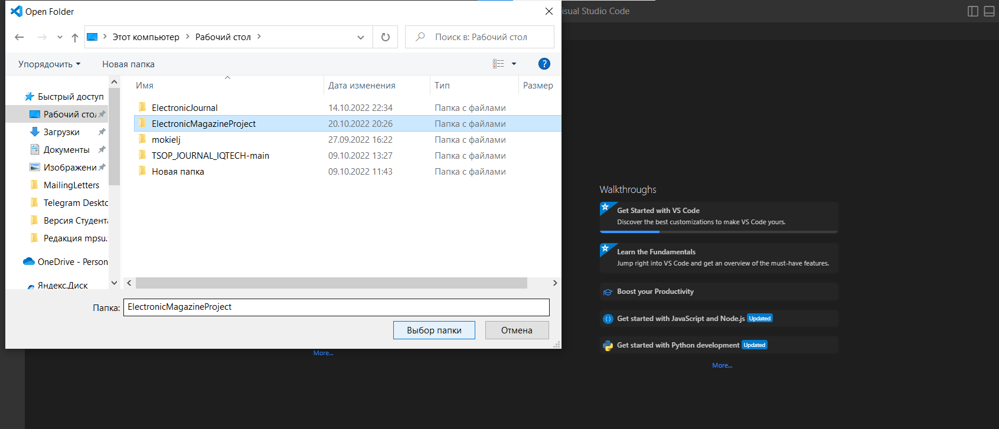 Open Folder
isual Studio Code
Этот компьютер
Рабочий стол
Поиск в: Рабочий стол
Упорядочить
Новая папка
?
Имя
Дата изменения
Тип
Размер
Быстрый доступ
Рабочий сто
Загрузки
Документы
Изображени
MailingLetters
Telegram Deskto
Версия Студента
Редакция mpsu.
OneDrive - Person
Яндекс.Диск
ElectronicJournal 14.10.2022 22:34 Папка с файлами
ElectronicMagazineProject 20.10.2022 20:26 Папка с файлами
mokielj 27.09.2022 16:22 Папка с файлами
TSOP_JOURNAL_IQTECH-main 09.10.2022 13:27 Папка с файлами
Новая папка 09.10.2022 11:43 Папка с файлами
Папка: ElectronicMagazineProject
Выбор папки
Отмена
More...
Walkthroughs
Get Started with VS Code
Discover the best customizations to make VS Code yours.
Learn the Fundamentals
Jump right into VS Code and get an overview of the must-have features.
Boost your Productivity
Get started with JavaScript and Node.js Updated
Get started with Python development Updated
More...